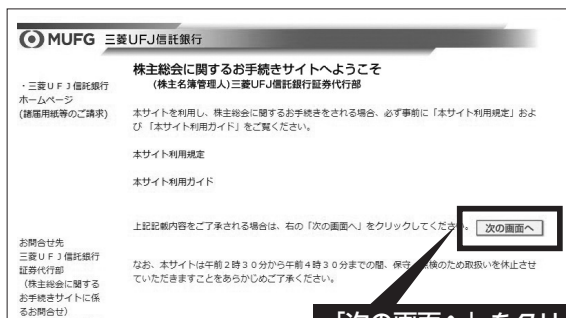 MUFG 三菱UFJ信託銀行
株主総会に関するお手続きサイトへようこそ
(株主名簿管理人)三菱UFJ信託銀行証券代行部
・三菱ＵＦＪ信託銀行
ホームページ
(諸届用紙等のご請求)
本サイトを利用し、株主総会に関するお手続きをされる場合、必ず事前に「本サイト利用規定」およ
び 「本サイト利用ガイド」をご覧ください。
本サイト利用規定
本サイト利用ガイド
上記記載内容をご了承される場合は、右の「次の画面へ」をクリックしてください。
次の画面へ
お問合せ先
三菱ＵＦＪ信託銀行
証券代行部
（株主総会に関する
お手続きサイトに係
るお問合せ）
なお、本サイトは午前２時３０分から午前４時３０分までの間、保守・点検のため取扱いを休止させ
ていただきますことをあらかじめご了承ください。
「次の画面へ」をクリ